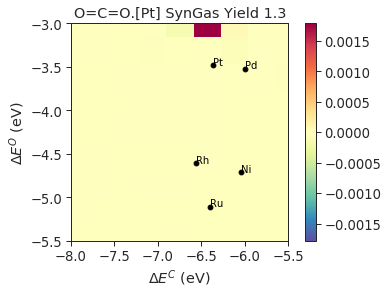 O=C=O.[Pt] SynGas Yield 1.3
−3.0
−3.5
−4.0
−4.5
−5.0
−5.5
ΔE^O (eV)
Pt
Pd
Rh
Ni
Ru
−8.0 −7.5 −7.0 −6.5 −6.0 −5.5
ΔE^C (eV)
0.0015
0.0010
0.0005
0.0000
−0.0005
−0.0010
−0.0015